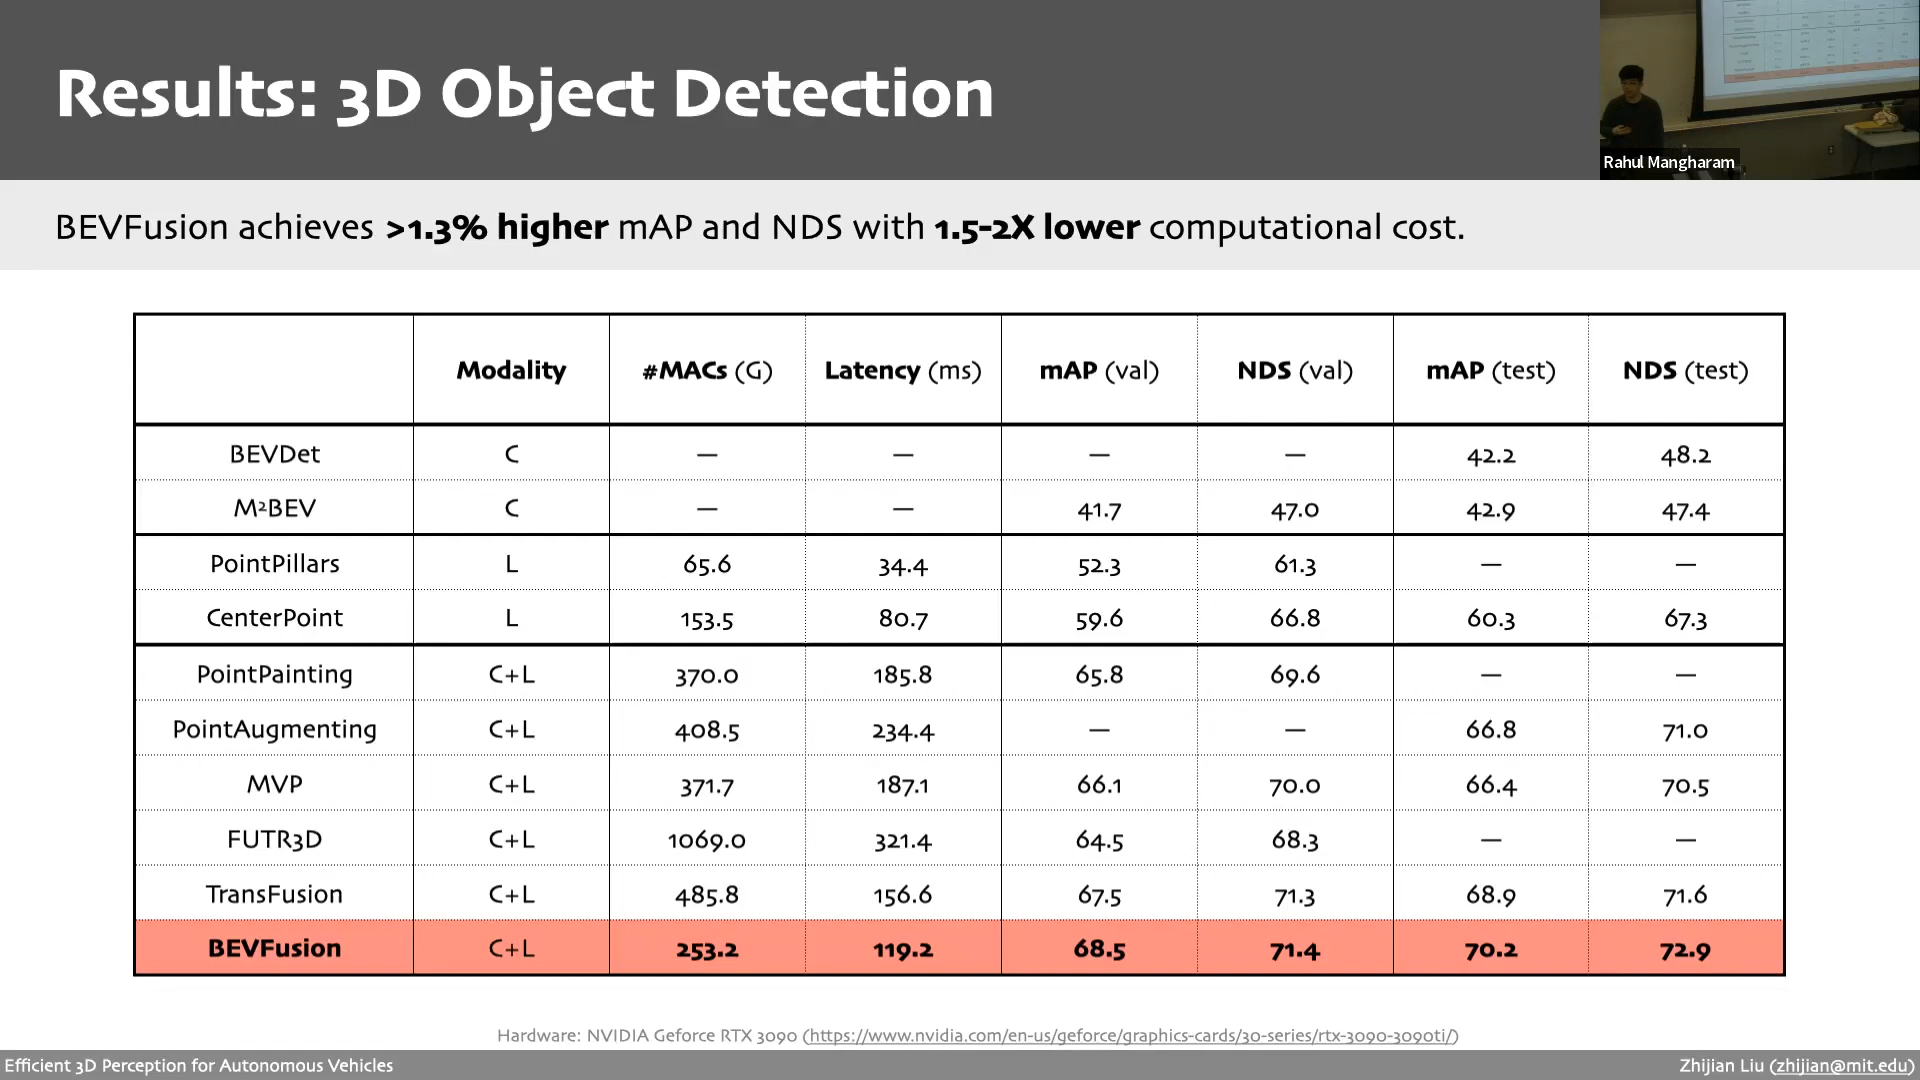 Results: 3D Object Detection
Rahul Mangharam
BEVFusion achieves >1.3% higher mAP and NDS with 1.5-2X lower computational cost.
Modality #MACs (G) Latency (ms) mAP (val) NDS (val) mAP (test) NDS (test)
BEVDet C — — — — 42.2 48.2
M²BEV C — — 41.7 47.0 42.9 47.4
PointPillars L 65.6 34.4 52.3 61.3 — —
CenterPoint L 153.5 80.7 59.6 66.8 60.3 67.3
PointPainting C+L 370.0 185.8 65.8 69.6 — —
PointAugmenting C+L 408.5 234.4 — — 66.8 71.0
MVP C+L 371.7 187.1 66.1 70.0 66.4 70.5
FUTR3D C+L 1069.0 321.4 64.5 68.3 — —
TransFusion C+L 485.8 156.6 67.5 71.3 68.9 71.6
BEVFusion C+L 253.2 119.2 68.5 71.4 70.2 72.9
Hardware: NVIDIA Geforce RTX 3090 (https://www.nvidia.com/en-us/geforce/graphics-cards/30-series/rtx-3090-3090ti/)
Efficient 3D Perception for Autonomous Vehicles
Zhijian Liu (zhijian@mit.edu)